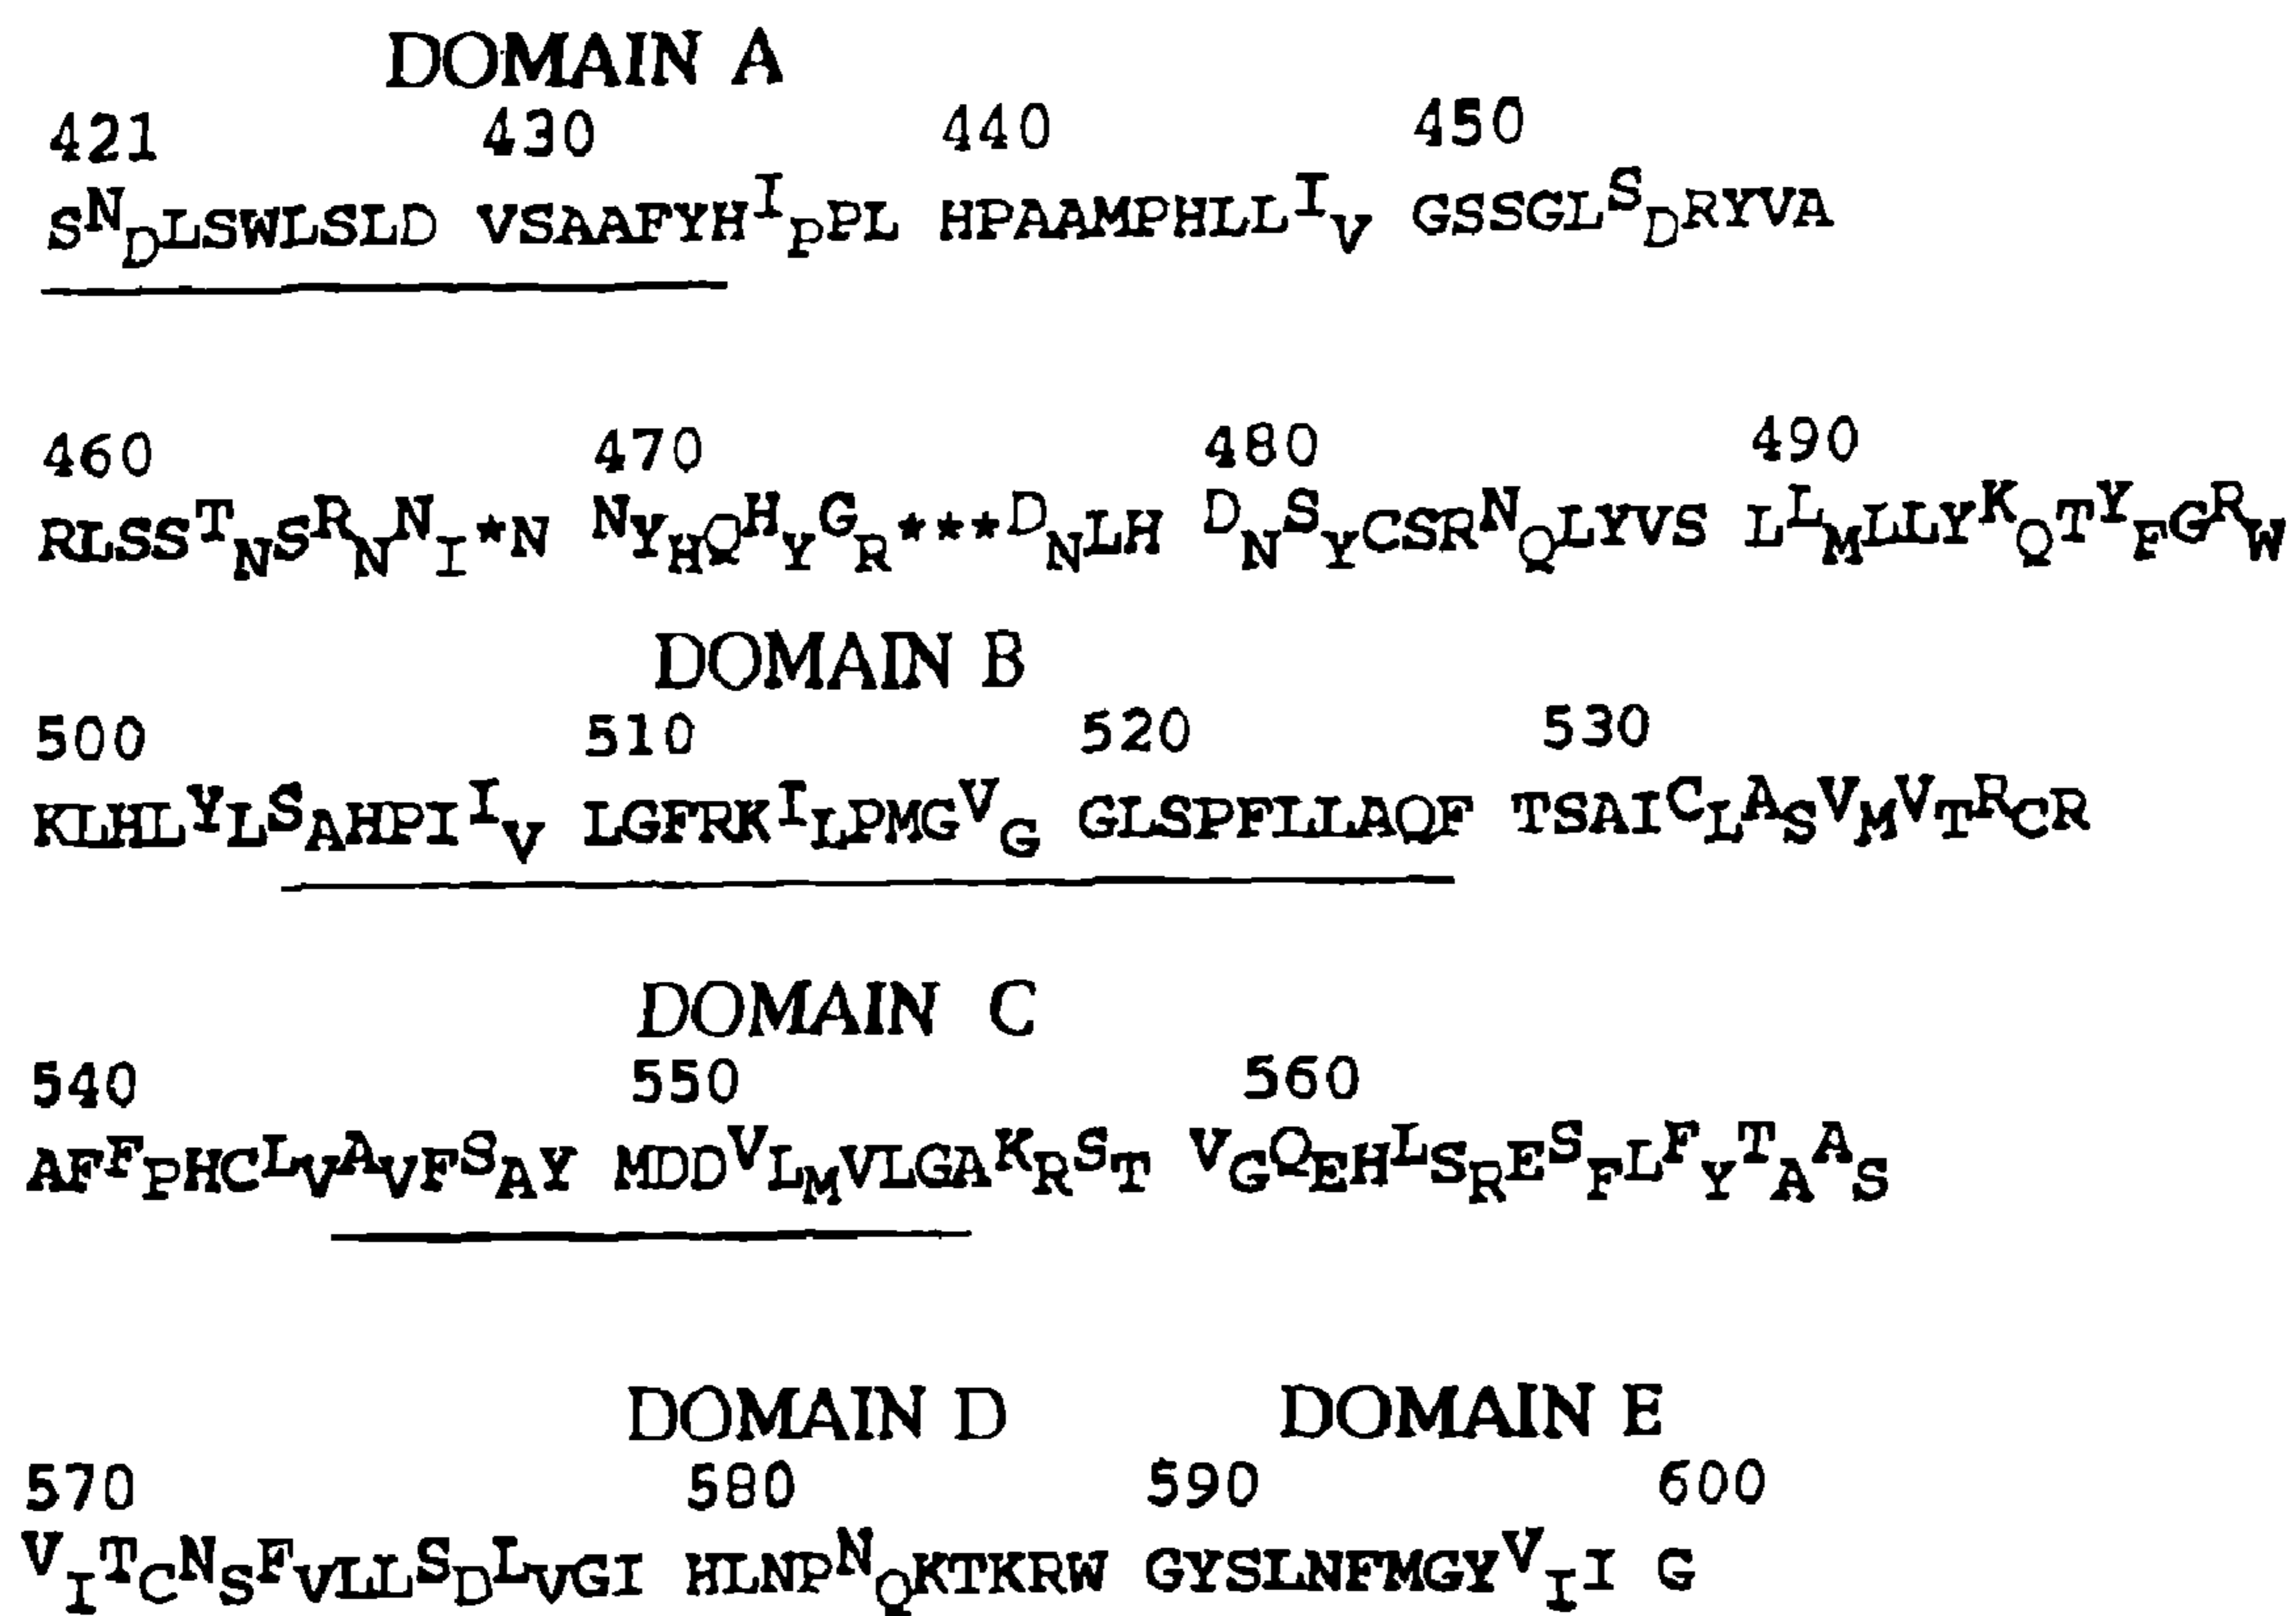 DOMAIN A
421 430 440 450
SNDLSWLSLD VSAAFYHIPPL HPAAMPHLLIV GSSGLSDRYVA
460 470 480 490
RLSSTNSRNNI*N NYHQHYGR***DNLH DNSYCSRNQLYVS LLMLLYKQTYFGRW
DOMAIN B
500 510 520 530
KLHLYLSAHPIIV LGFRKILPMGVG GLSPFLLAQF TSAICLASVMVTRCR
DOMAIN C
540 550 560
AFFPHCLVAVFSAY MDDVLMVLGAKRST VGQEHLSRESFLFYTAAS
DOMAIN D DOMAIN E
570 580 590 600
VITCNSFVLLSDLVGI HLNPNQKTKRW GYSLNFMGYVII G